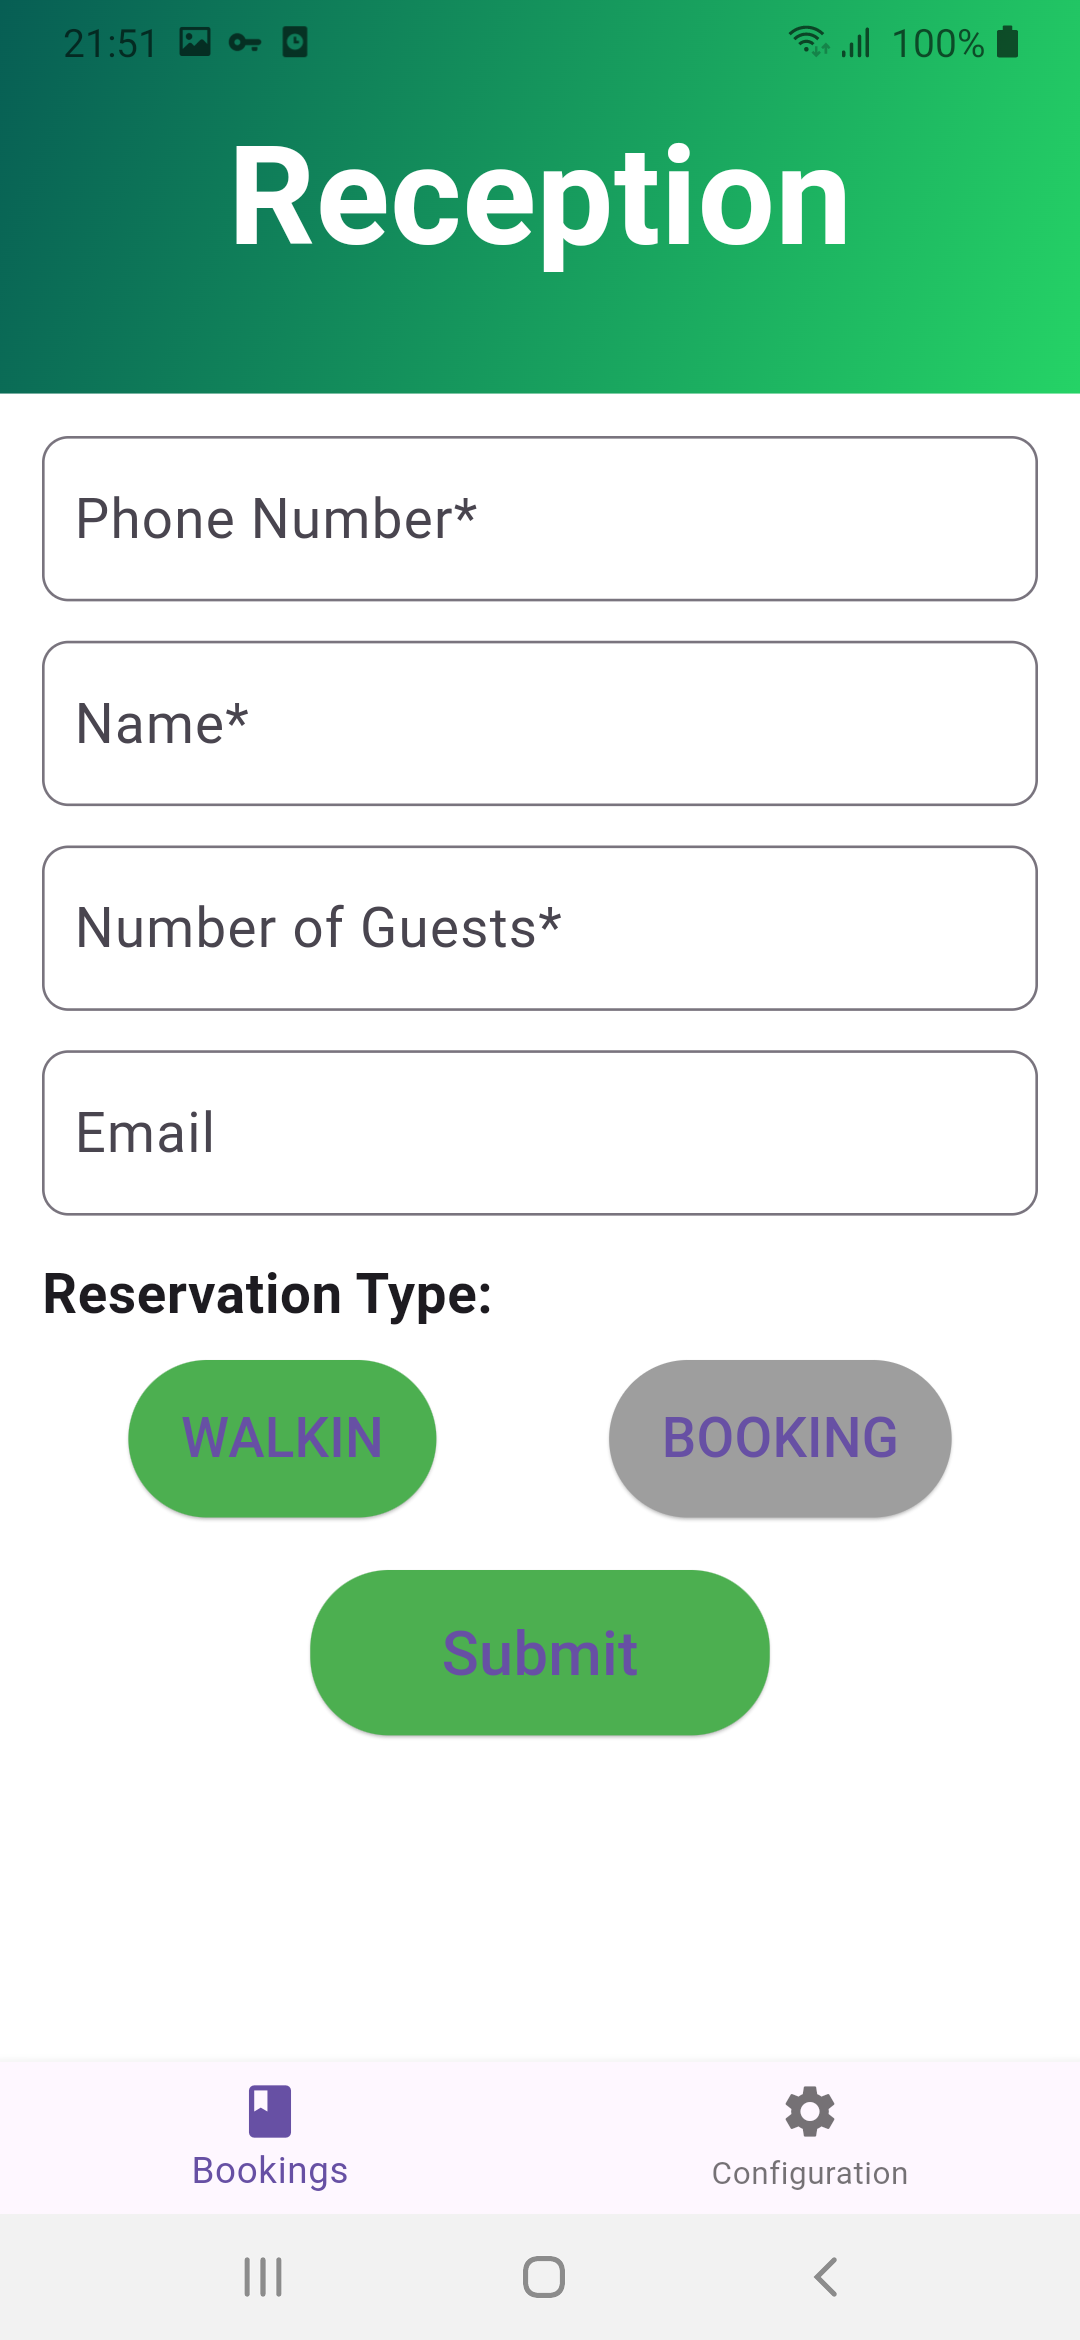 21:51 100%
Reception
Phone Number*
Name*
Number of Guests*
Email
Reservation Type:
WALKIN BOOKING
Submit
Bookings Configuration